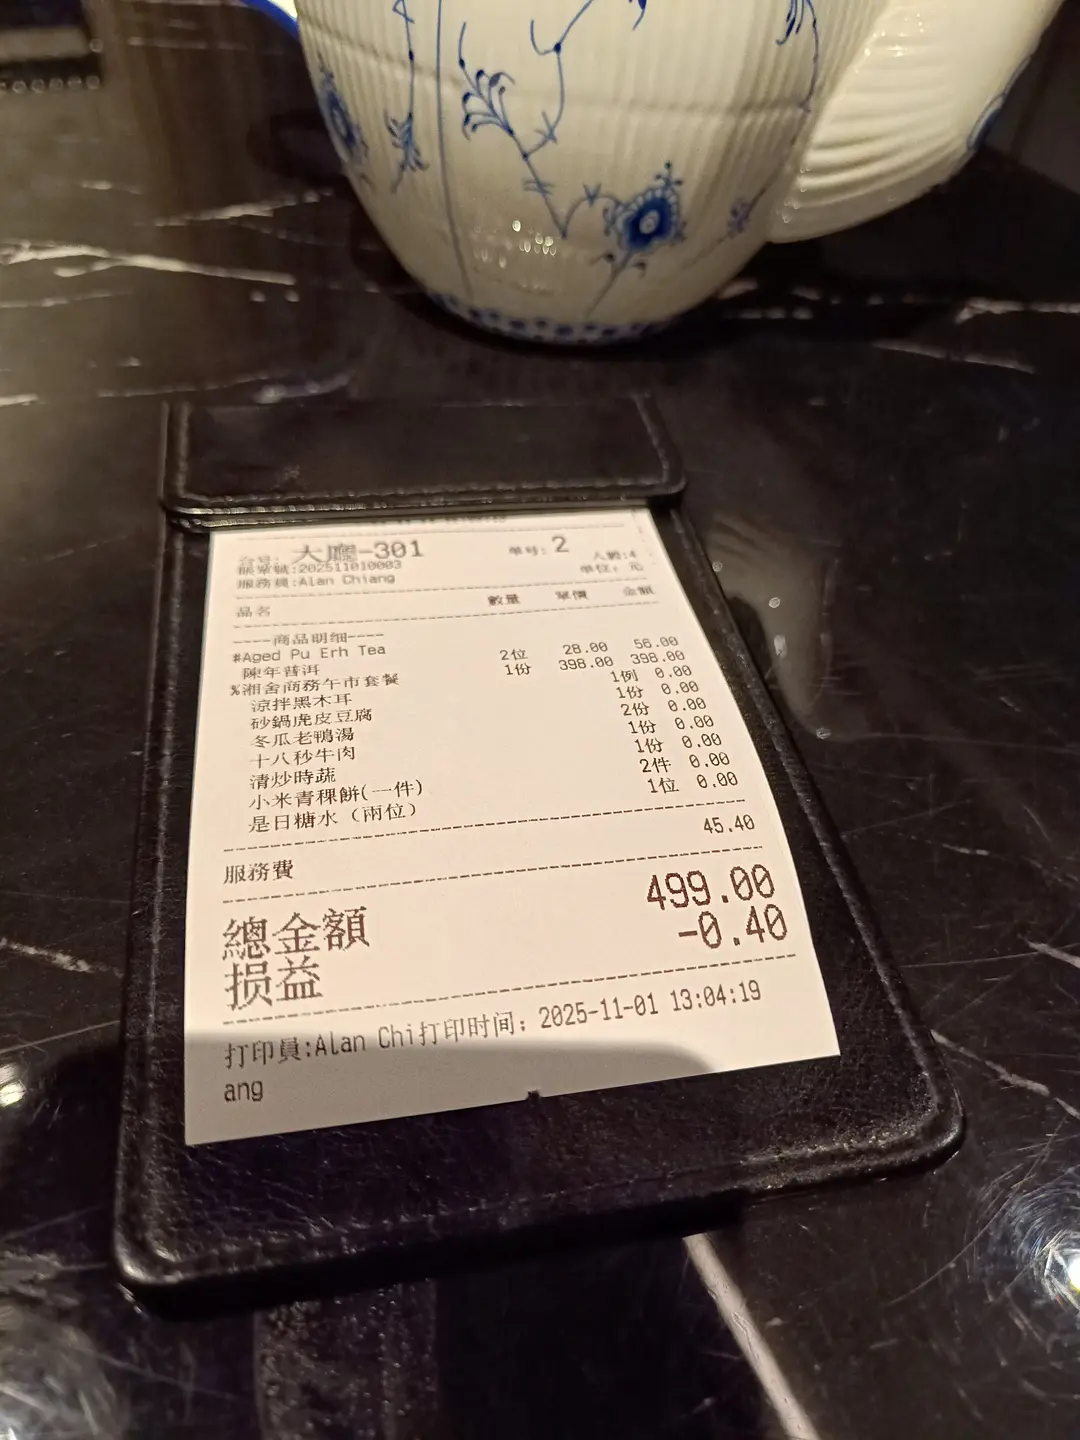 大廳-301 單号: 2 人數:4
賬單號:202511010003 單位: 元
服務員:Alan Chiang
品名 數量 單價 金額
----商品明细----
#Aged Pu Erh Tea 2位 28.00 56.00
陳年普洱
%湘舍商務午市套餐 1份 398.00 398.00
涼拌黑木耳 1例 0.00
砂鍋虎皮豆腐 1份 0.00
冬瓜老鴨湯 2份 0.00
十八秒牛肉 1份 0.00
清炒時蔬 1份 0.00
小米青稞餅(一件) 2件 0.00
是日糖水（兩位） 1位 0.00
服務費 45.40
總金額 499.00
损益 -0.40
打印員:Alan Chi打印时间: 2025-11-01 13:04:19
ang